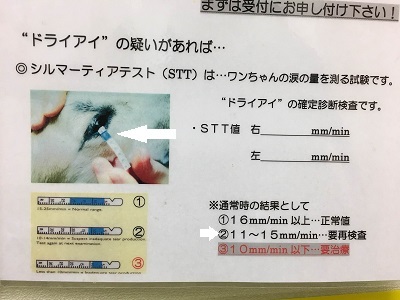 まずは受付にお申し付け下さい！
“ドライアイ”の疑いがあれば…
◎シルマーティアテスト（STT）は…ワンちゃんの涙の量を測る試験です。
“ドライアイ”の確定診断検査です。
・STT値 右 mm/min
左 mm/min
①
②
③
※通常時の結果として
①16mm/min以上…正常値
②11～15mm/min…要再検査
③10mm/min以下…要治療